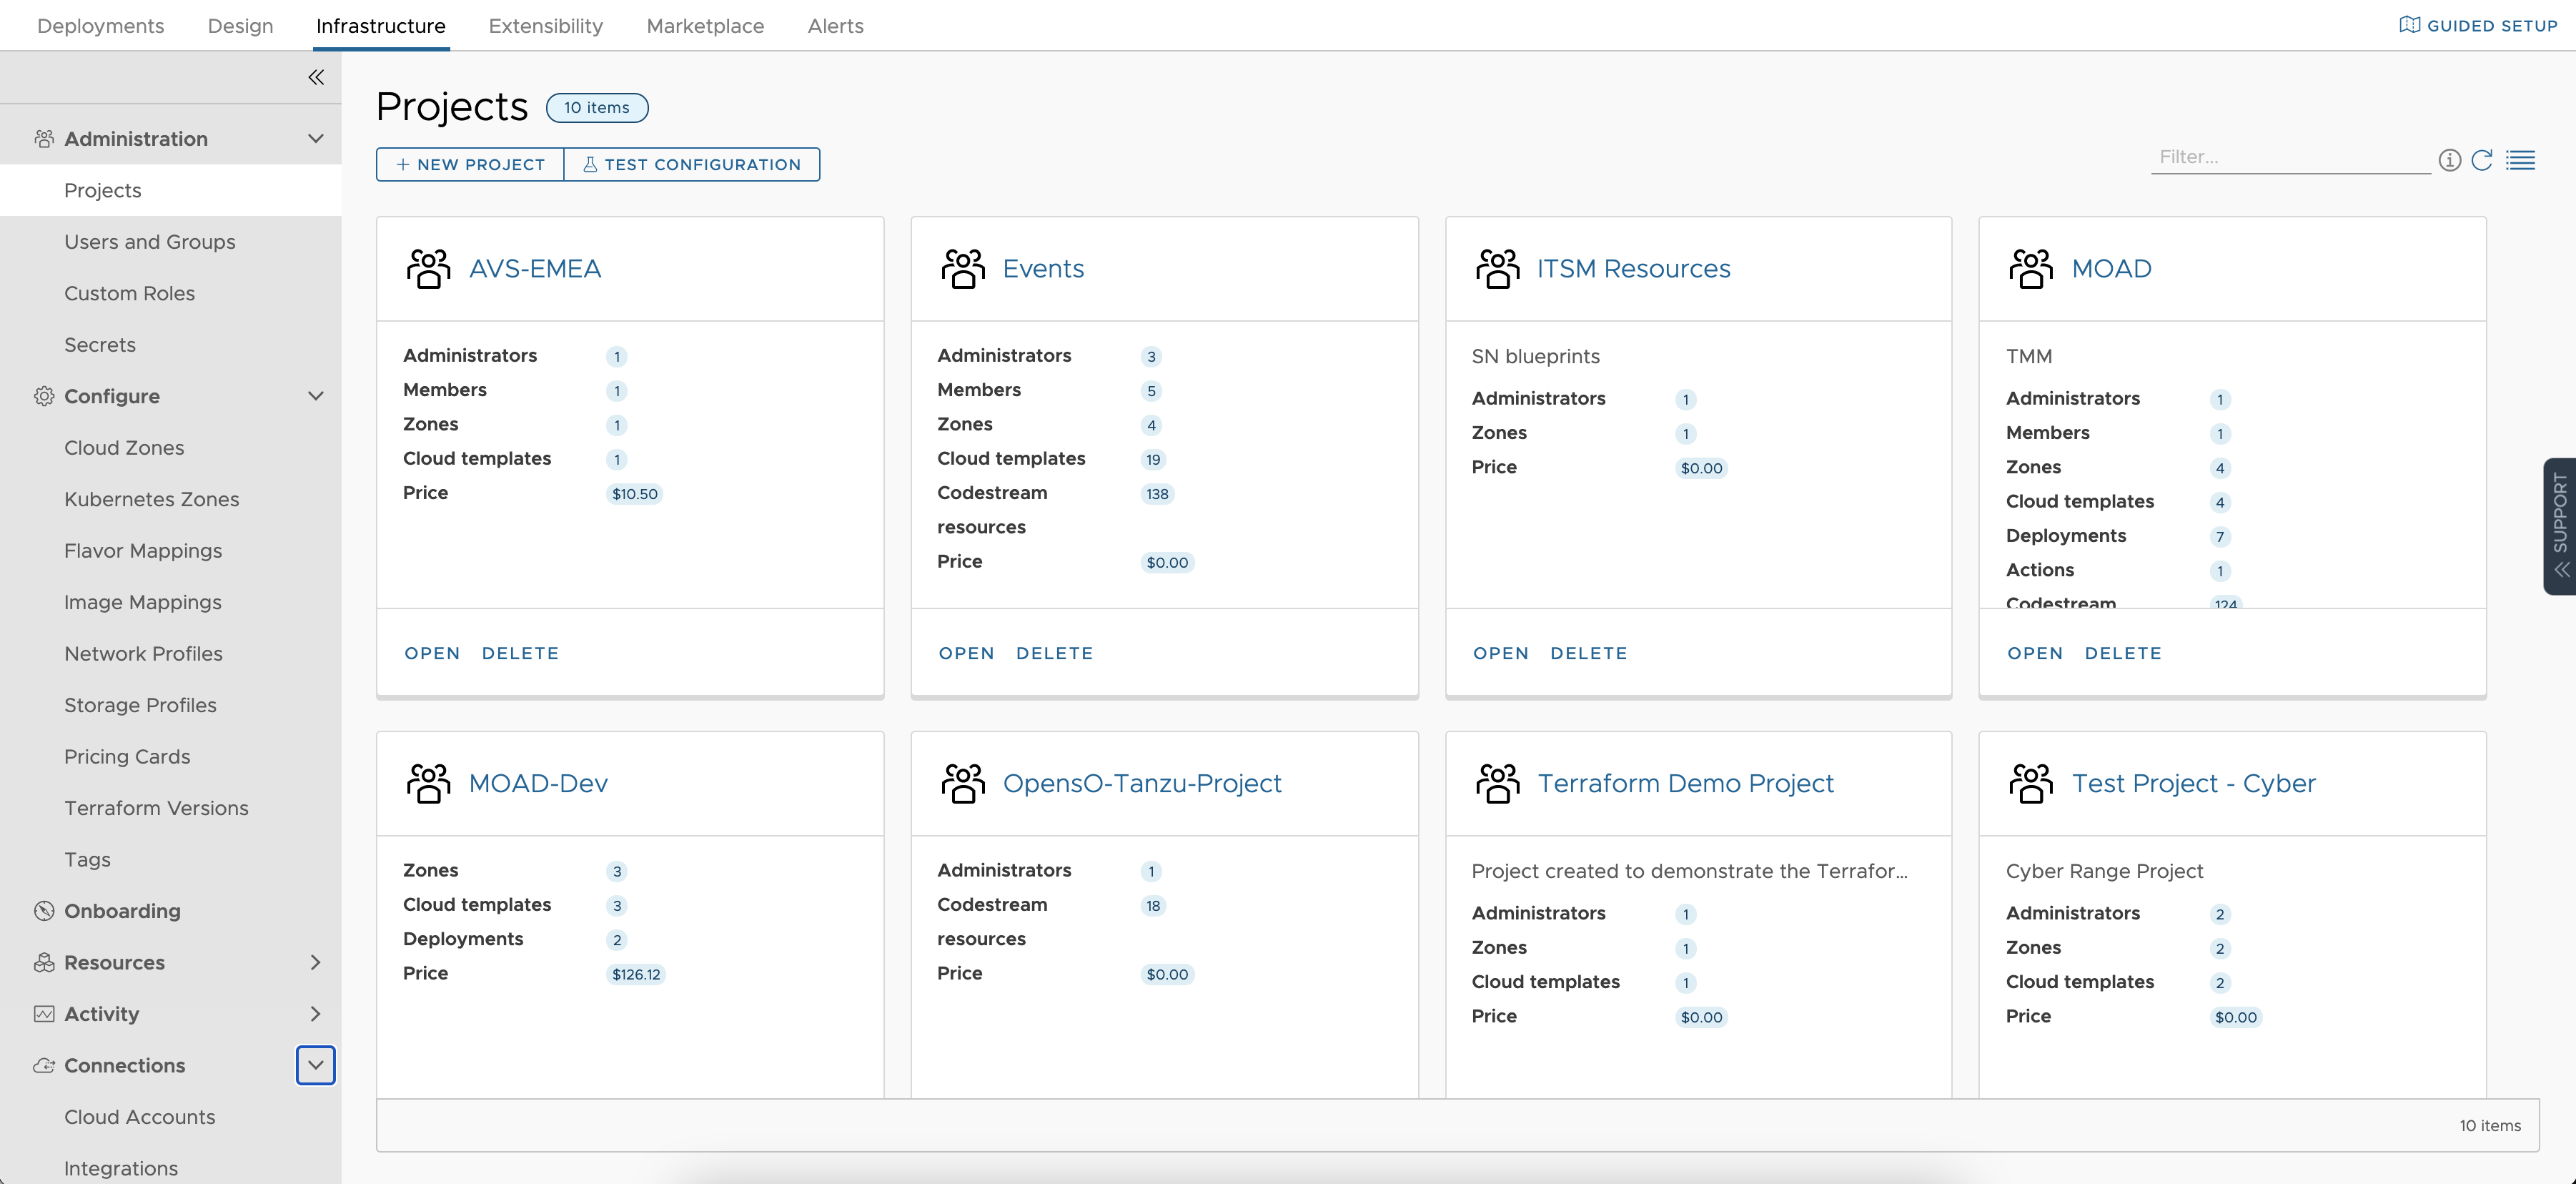 Deployments Design Infrastructure Extensibility Marketplace Alerts GUIDED SETUP
Administration
Projects
Users and Groups
Custom Roles
Secrets
Configure
Cloud Zones
Kubernetes Zones
Flavor Mappings
Image Mappings
Network Profiles
Storage Profiles
Pricing Cards
Terraform Versions
Tags
Onboarding
Resources
Activity
Connections
Cloud Accounts
Integrations
Projects 10 items
+ NEW PROJECT TEST CONFIGURATION
Filter...
AVS-EMEA
Administrators 1
Members 1
Zones 1
Cloud templates 1
Price $10.50
OPEN DELETE
Events
Administrators 3
Members 5
Zones 4
Cloud templates 19
Codestream 138
resources
Price $0.00
OPEN DELETE
ITSM Resources
SN blueprints
Administrators 1
Zones 1
Price $0.00
OPEN DELETE
MOAD
TMM
Administrators 1
Members 1
Zones 4
Cloud templates 4
Deployments 7
Actions 1
Codestream 124
OPEN DELETE
MOAD-Dev
Zones 3
Cloud templates 3
Deployments 2
Price $126.12
OpensO-Tanzu-Project
Administrators 1
Codestream 18
resources
Price $0.00
Terraform Demo Project
Project created to demonstrate the Terrafor...
Administrators 1
Zones 1
Cloud templates 1
Price $0.00
Test Project - Cyber
Cyber Range Project
Administrators 2
Zones 2
Cloud templates 2
Price $0.00
10 items
SUPPORT